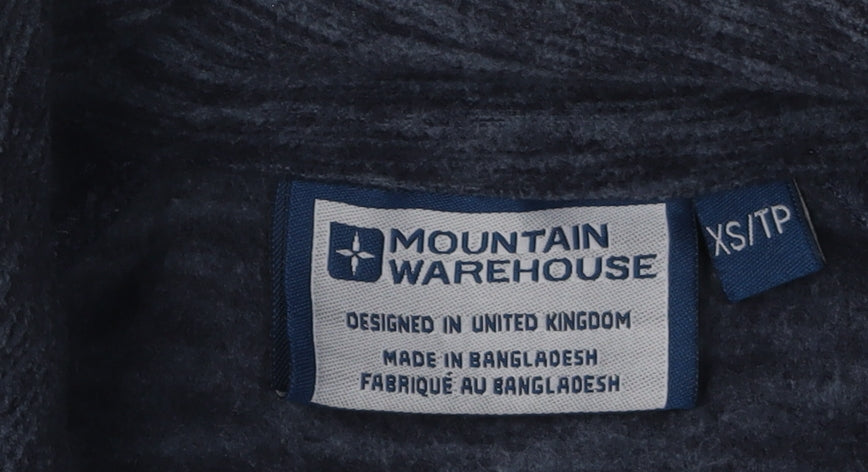 MOUNTAIN
WAREHOUSE
DESIGNED IN UNITED KINGDOM
MADE IN BANGLADESH
FABRIQUÉ AU BANGLADESH
XS/TP